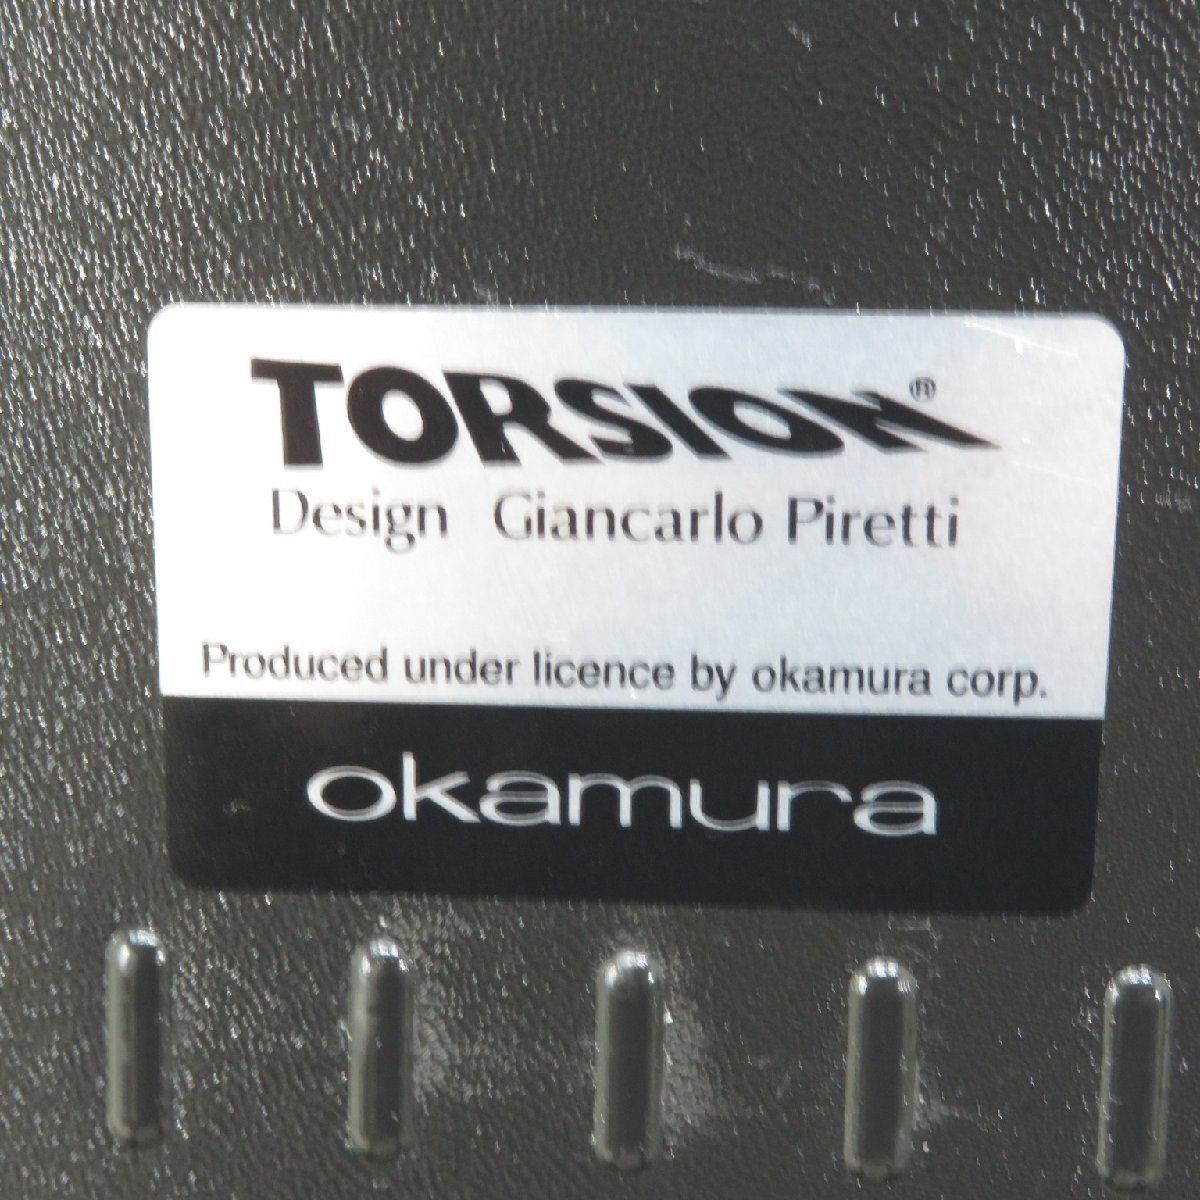 TORSION®
Design Giancarlo Piretti
Produced under licence by okamura corp.
okamura